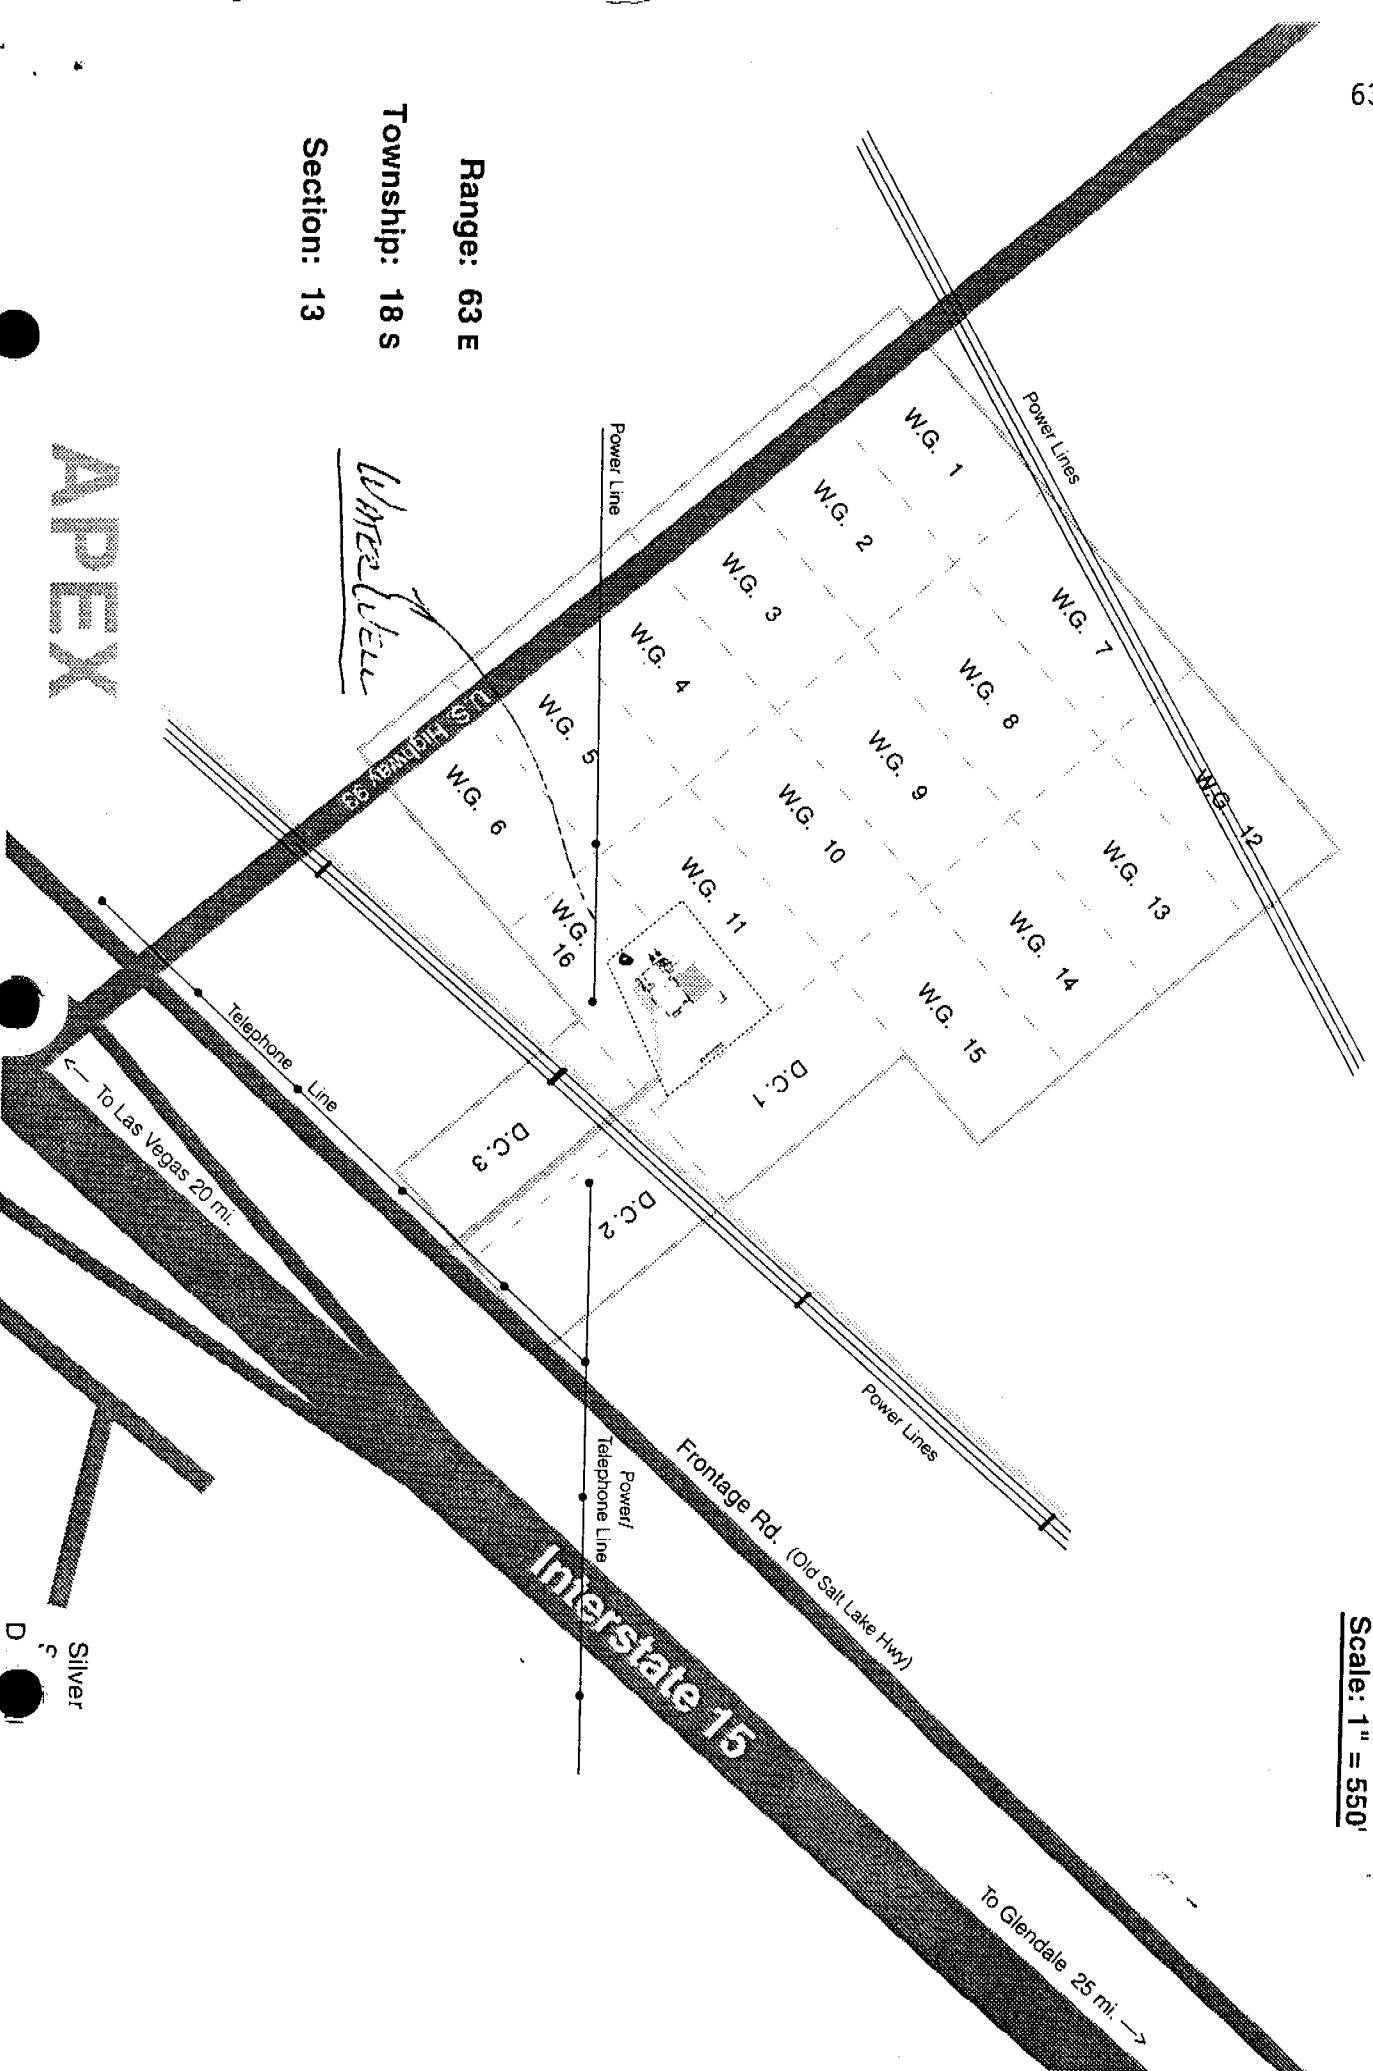 63
Range: 63 E
Township: 18 S
Section: 13
Water Well
APEX
Scale: 1" = 550'
Power Lines
Power Line
W.G. 1
W.G. 2
W.G. 3
W.G. 4
W.G. 5
W.G. 6
W.G. 7
W.G. 8
W.G. 9
W.G. 10
W.G. 11
W.G. 12
W.G. 13
W.G. 14
W.G. 15
W.G. 16
D.C. 1
D.C. 2
D.C. 3
U.S. Highway 93
Telephone Line
<— To Las Vegas 20 mi.
Power Lines
Power/
Telephone Line
Frontage Rd. (Old Salt Lake Hwy)
Interstate 15
To Glendale 25 mi. —>
Silver